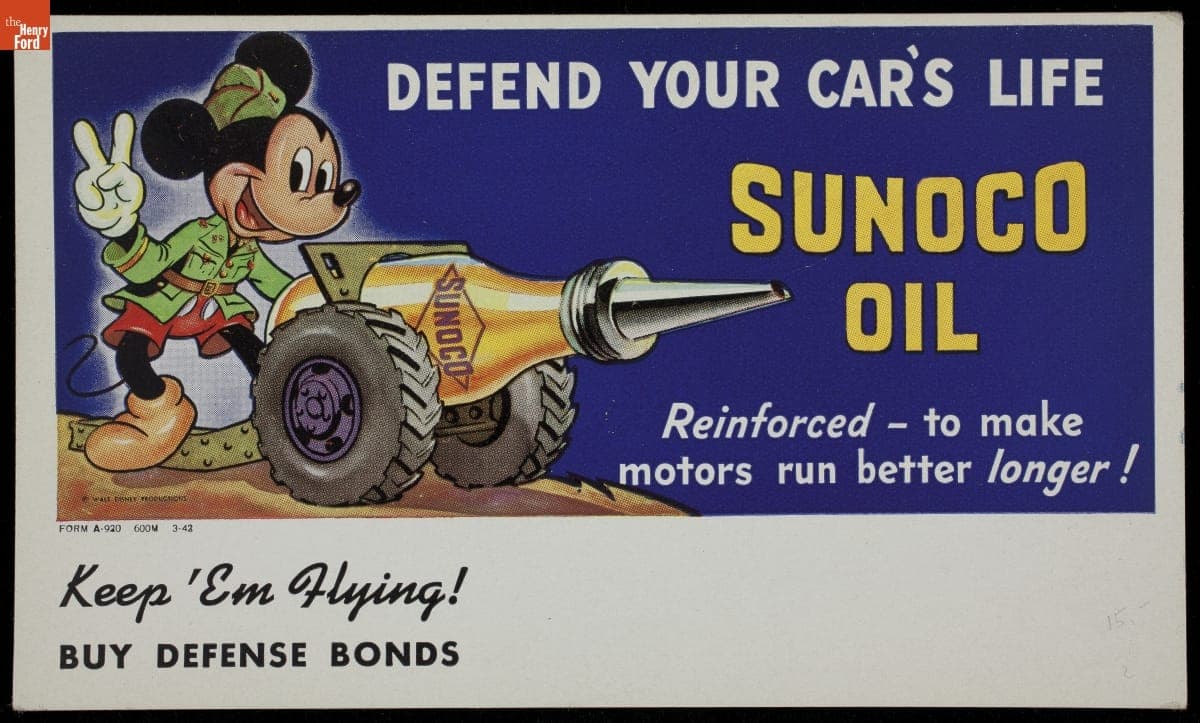 the
Henry
Ford
DEFEND YOUR CAR'S LIFE
SUNOCO
OIL
SUNOCO
Reinforced – to make
motors run better longer!
© WALT DISNEY PRODUCTIONS
FORM A-920 600M 3-42
Keep 'Em Flying!
BUY DEFENSE BONDS
15.-
2